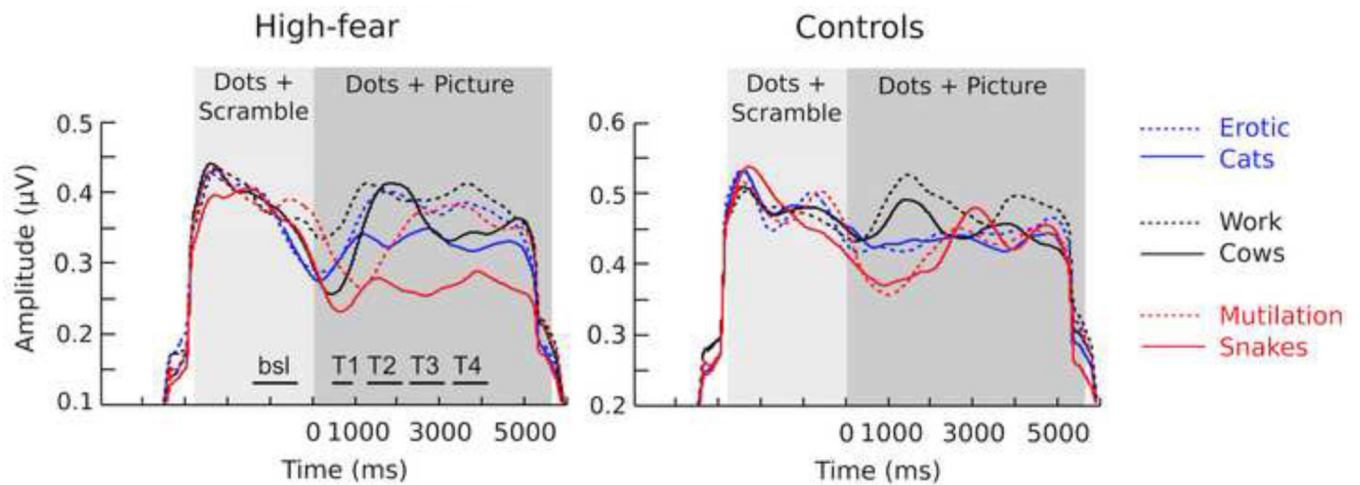 High-fear
Controls
Dots +
Scramble
Dots + Picture
Dots +
Scramble
Dots + Picture
Amplitude (μV)
0.5
0.4
0.3
0.2
0.1
bsl
T1 T2 T3 T4
0 1000 3000 5000
Time (ms)
0.6
0.5
0.4
0.3
0.2
0 1000 3000 5000
Time (ms)
Erotic
Cats
Work
Cows
Mutilation
Snakes